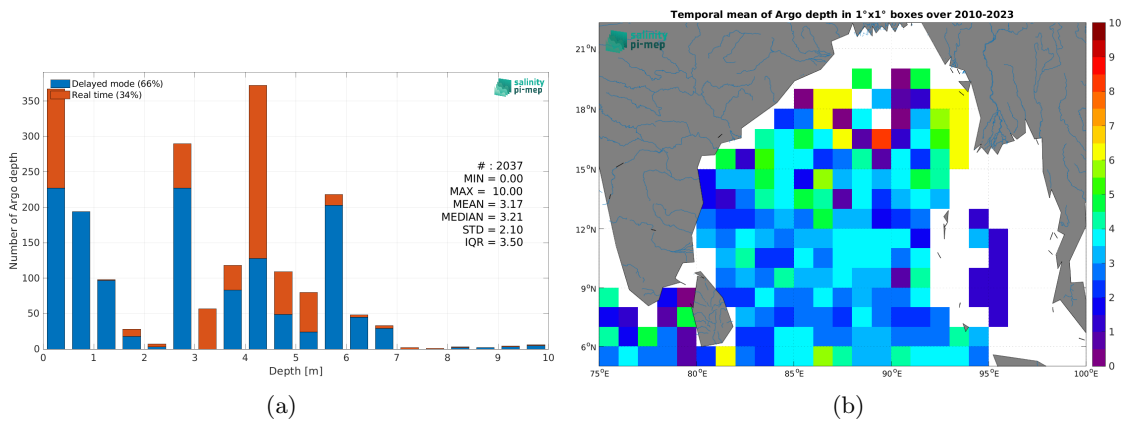 Delayed mode (66%)
Real time (34%)
salinity
pi-mep
350
300
250
200
150
100
50
0
Number of Argo depth
# : 2037
MIN = 0.00
MAX = 10.00
MEAN = 3.17
MEDIAN = 3.21
STD = 2.10
IQR = 3.50
0 1 2 3 4 5 6 7 8 9 10
Depth [m]
(a)
Temporal mean of Argo depth in 1°x1° boxes over 2010-2023
salinity
pi-mep
21°N
18°N
15°N
12°N
9°N
6°N
75°E 80°E 85°E 90°E 95°E 100°E
10
9
8
7
6
5
4
3
2
1
0
(b)